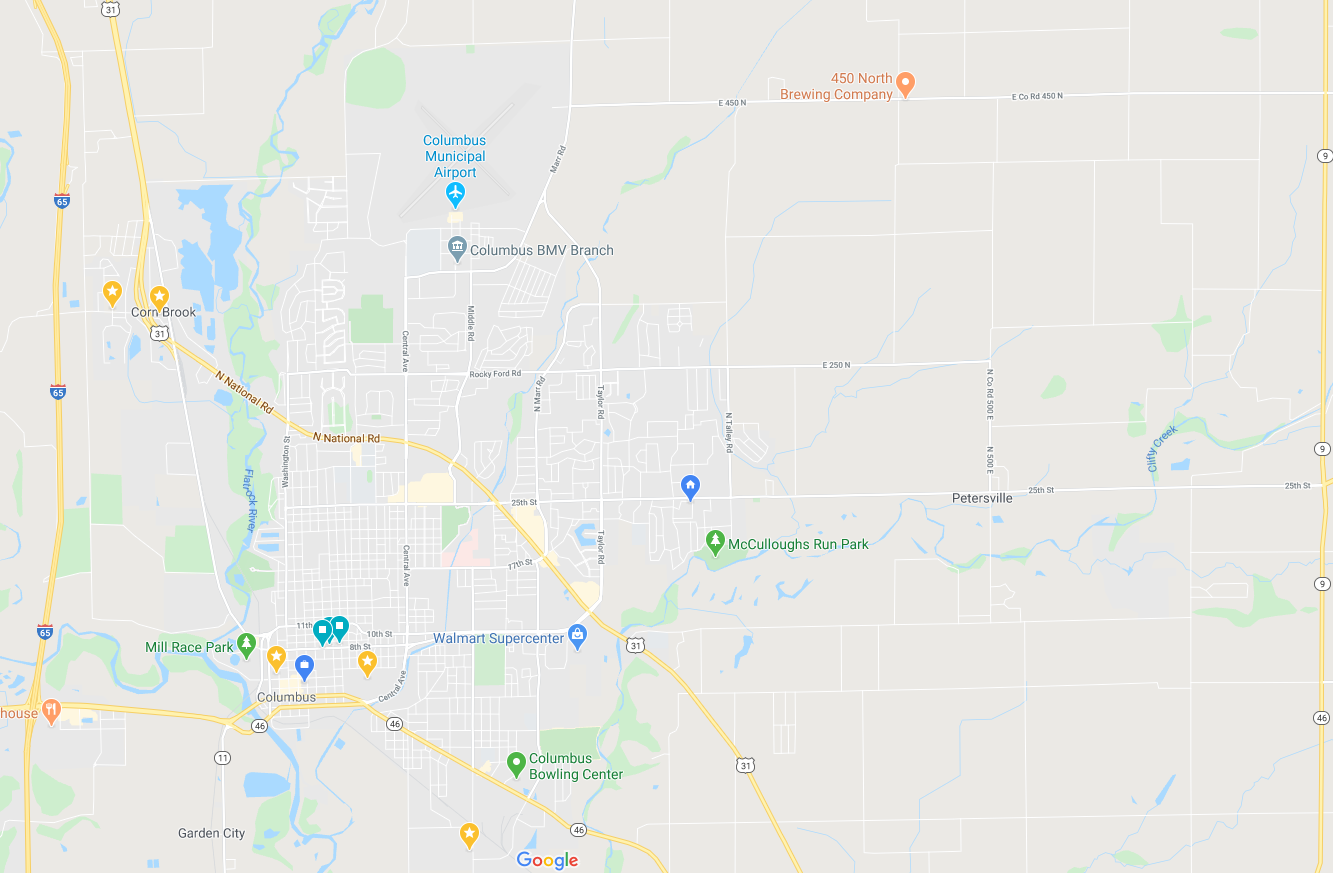 31
450 North
Brewing Company
E 450 N
E Co Rd 450 N
Columbus
Municipal
Airport
Marr Rd
9
65
Columbus BMV Branch
Corn Brook
31
Middle Rd
Central Ave
N National Rd
Rocky Ford Rd
E 250 N
65
N Marr Rd
Taylor Rd
N Co Rd 500 E
N National Rd
N Talley Rd
Washington St
Clifty Creek
9
N 500 E
Flatrock River
25th St
Petersville
25th St
25th St
McCulloughs Run Park
Taylor Rd
Central Ave
17th St
9
65
11th
10th St
Mill Race Park
8th St
Walmart Supercenter
31
Columbus
Central Ave
house
46
46
46
11
31
Columbus
Bowling Center
Garden City
46
Google